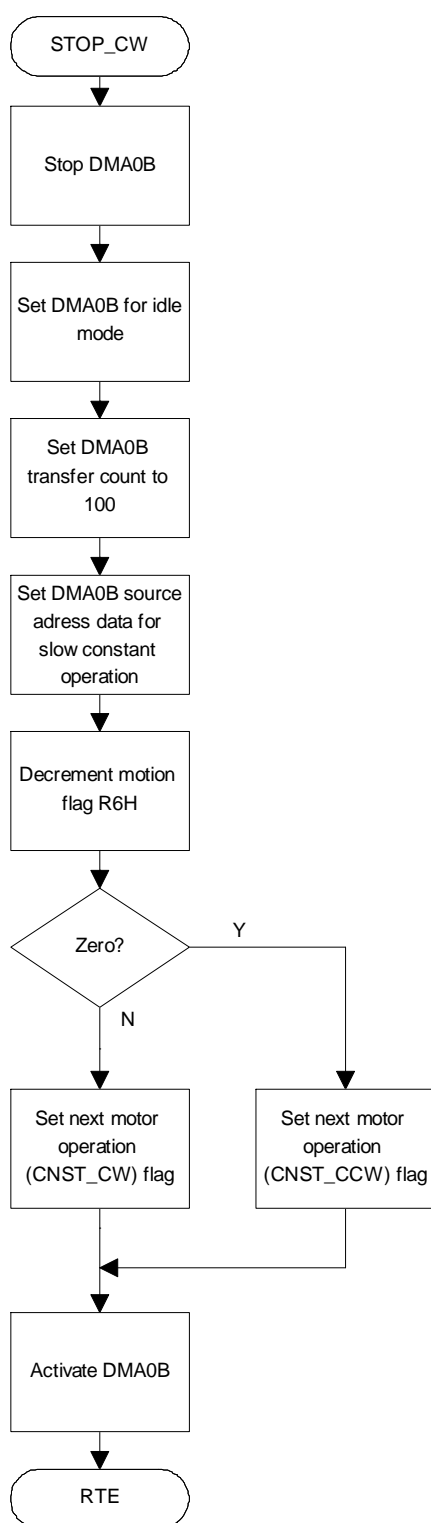 STOP_CW
Stop DMA0B
Set DMA0B for idle
mode
Set DMA0B
transfer count to
100
Set DMA0B source
adress data for
slow constant
operation
Decrement motion
flag R6H
Zero?
Y
N
Set next motor
operation
(CNST_CW) flag
Set next motor
operation
(CNST_CCW) flag
Activate DMA0B
RTE